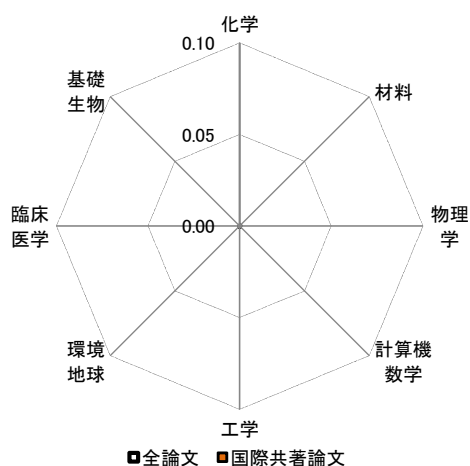 化学
0.10
基礎
生物
材料
0.05
臨床
医学
0.00
物理
学
環境
地球
計算機
数学
工学
全論文 国際共著論文